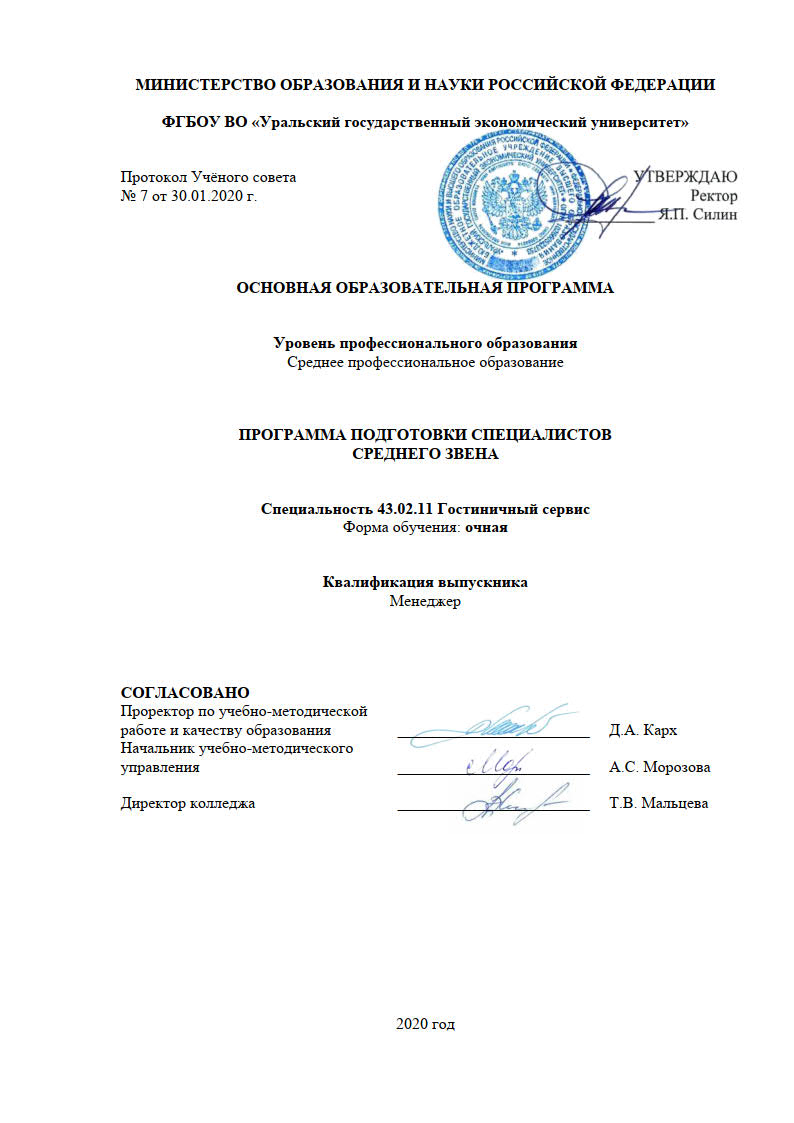 МИНИСТЕРСТВО ОБРАЗОВАНИЯ И НАУКИ РОССИЙСКОЙ ФЕДЕРАЦИИ
ФГБОУ ВО «Уральский государственный экономический университет»
Протокол Учёного совета
№ 7 от 30.01.2020 г.
УТВЕРЖДАЮ
Ректор
Я.П. Силин
ОСНОВНАЯ ОБРАЗОВАТЕЛЬНАЯ ПРОГРАММА
Уровень профессионального образования
Среднее профессиональное образование
ПРОГРАММА ПОДГОТОВКИ СПЕЦИАЛИСТОВ
СРЕДНЕГО ЗВЕНА
Специальность 43.02.11 Гостиничный сервис
Форма обучения: очная
Квалификация выпускника
Менеджер
СОГЛАСОВАНО
Проректор по учебно-методической
работе и качеству образования Д.А. Карх
Начальник учебно-методического
управления А.С. Морозова
Директор колледжа Т.В. Мальцева
2020 год